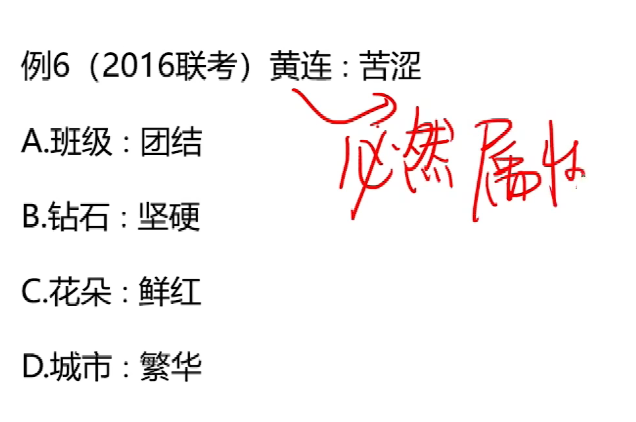 例6（2016联考）黄连：苦涩
必然属性
A.班级：团结
B.钻石：坚硬
C.花朵：鲜红
D.城市：繁华